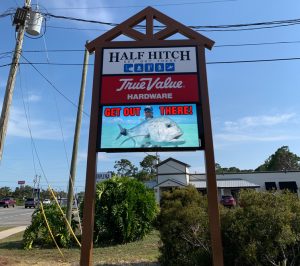 HALF HITCH
True Value®
HARDWARE
GET OUT THERE!